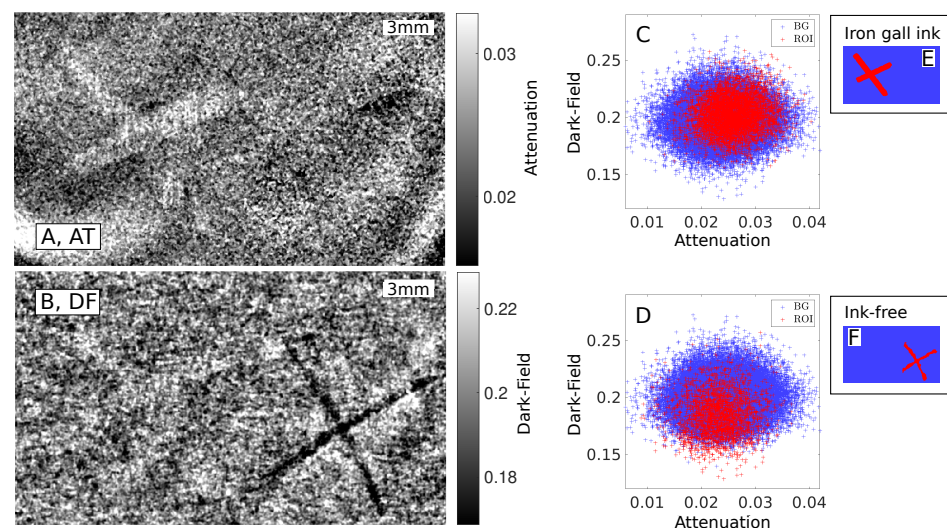 3mm
A, AT
0.03
0.02
Attenuation
3mm
B, DF
0.22
0.2
0.18
Dark-Field
C
BG
ROI
0.25
0.2
0.15
Dark-Field
0.01
0.02
0.03
0.04
Attenuation
Iron gall ink
E
D
BG
ROI
0.25
0.2
0.15
Dark-Field
0.01
0.02
0.03
0.04
Attenuation
Ink-free
F